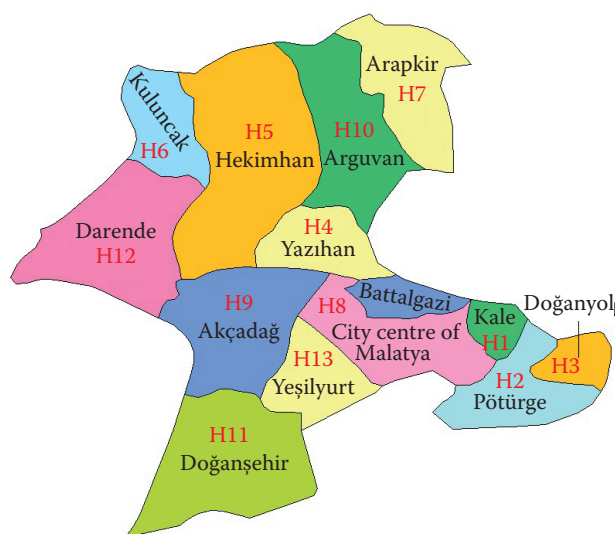 Arapkir
H7
Kuluncak
H6
H5
Hekimhan
H10
Arguvan
Darende
H12
H4
Yazıhan
H9
Akçadağ
H8
Battalgazi
City centre of
Malatya
Kale
H1
Doğanyol
H3
H2
Pötürge
H13
Yeşilyurt
H11
Doğanşehir